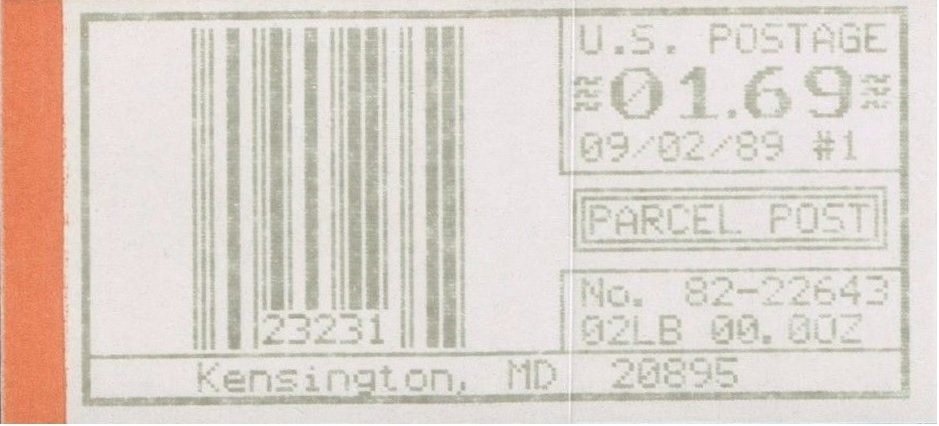 U.S. POSTAGE
01.69
09/02/89 #1
PARCEL POST
No. 82-22643
02LB 00.00Z
23231
Kensington, MD 20895